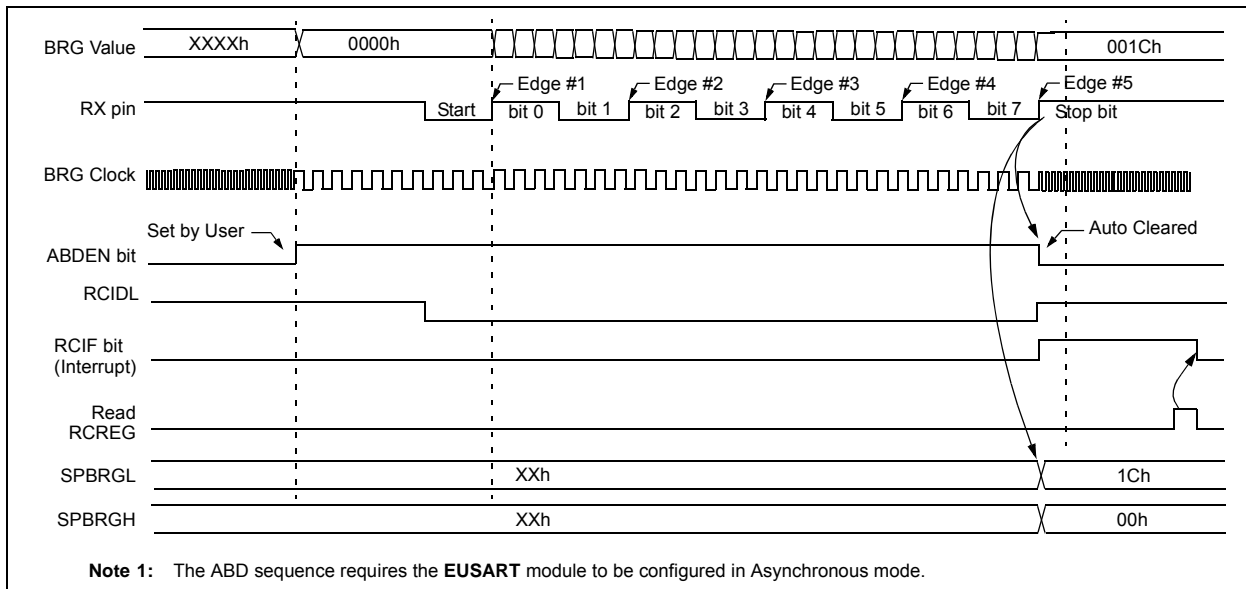 BRG Value XXXXh 0000h 001Ch
Edge #1 Edge #2 Edge #3 Edge #4 Edge #5
RX pin Start bit 0 bit 1 bit 2 bit 3 bit 4 bit 5 bit 6 bit 7 Stop bit
BRG Clock
Set by User Auto Cleared
ABDEN bit
RCIDL
RCIF bit
(Interrupt)
Read
RCREG
SPBRGL XXh 1Ch
SPBRGH XXh 00h
Note 1: The ABD sequence requires the EUSART module to be configured in Asynchronous mode.